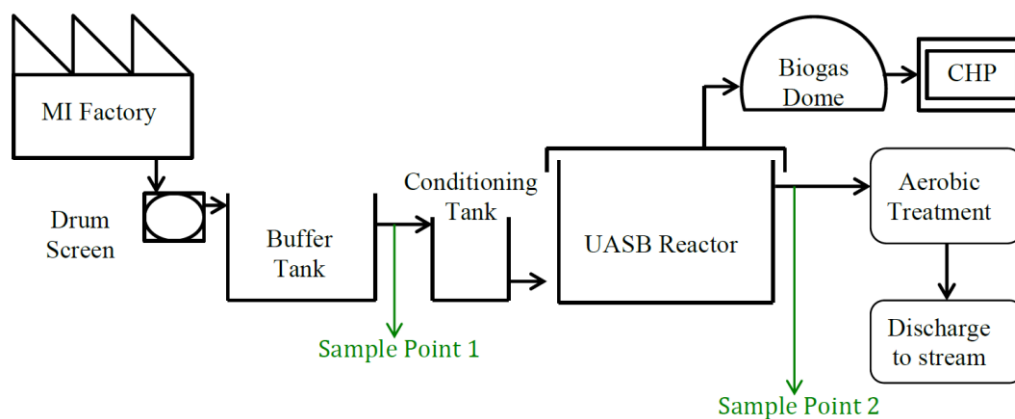 MI Factory
Drum
Screen
Buffer
Tank
Sample Point 1
Conditioning
Tank
UASB Reactor
Biogas
Dome
CHP
Aerobic
Treatment
Discharge
to stream
Sample Point 2